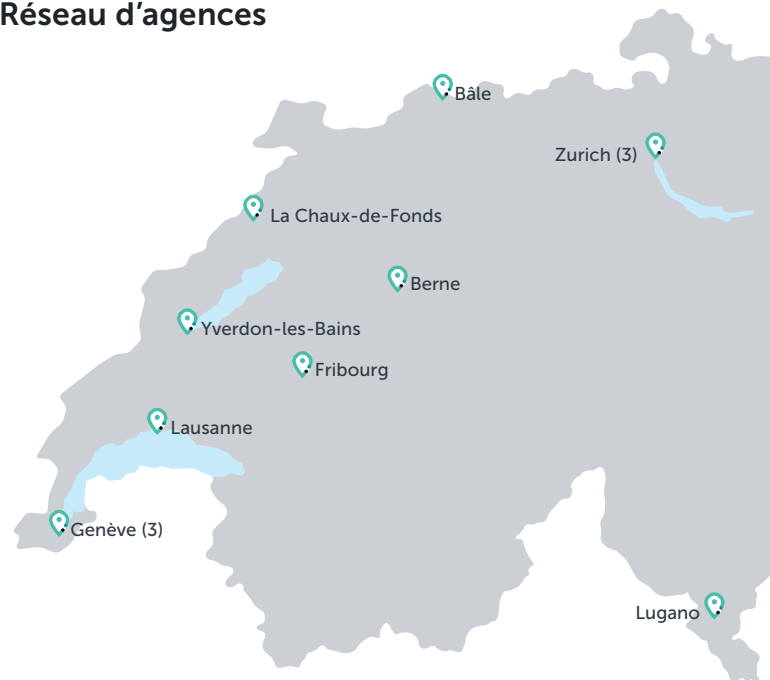 Réseau d’agences
Bâle
Zurich (3)
La Chaux-de-Fonds
Berne
Yverdon-les-Bains
Fribourg
Lausanne
Genève (3)
Lugano